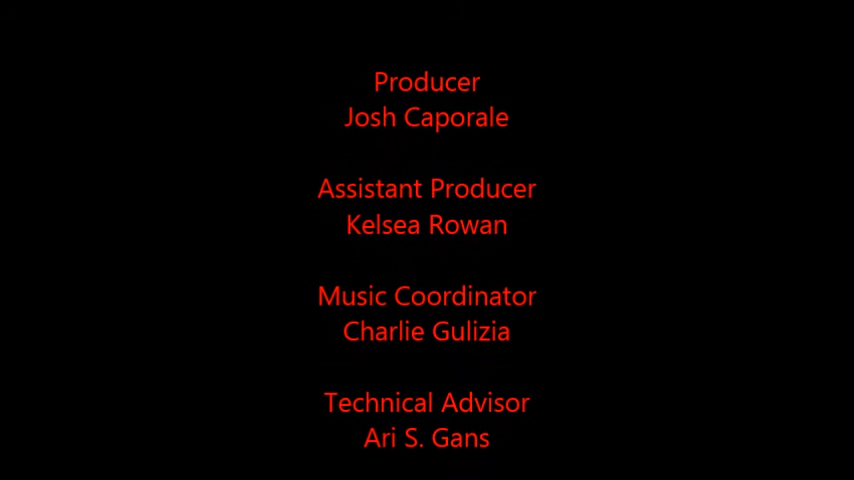 Producer
Josh Caporale
Assistant Producer
Kelsea Rowan
Music Coordinator
Charlie Gulizia
Technical Advisor
Ari S. Gans